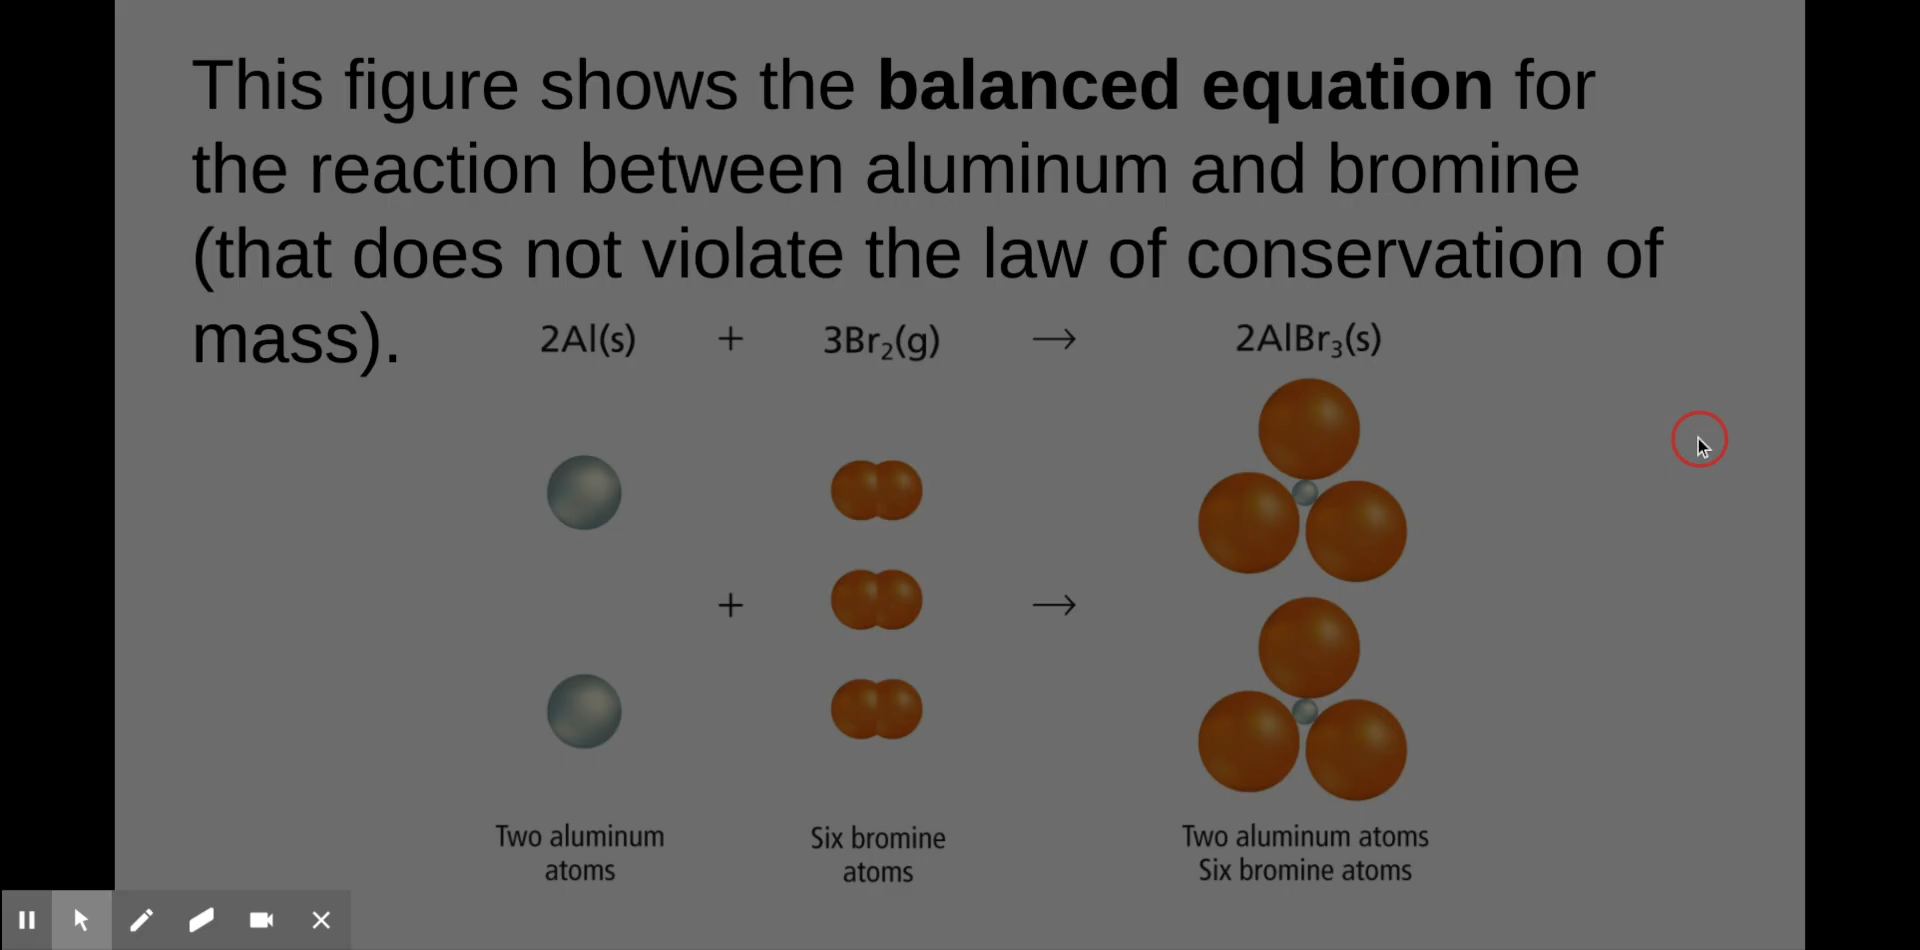 This figure shows the balanced equation for
the reaction between aluminum and bromine
(that does not violate the law of conservation of
mass).
2Al(s) + 3Br₂(g) → 2AlBr₃(s)
+ →
Two aluminum
atoms
Six bromine
atoms
Two aluminum atoms
Six bromine atoms